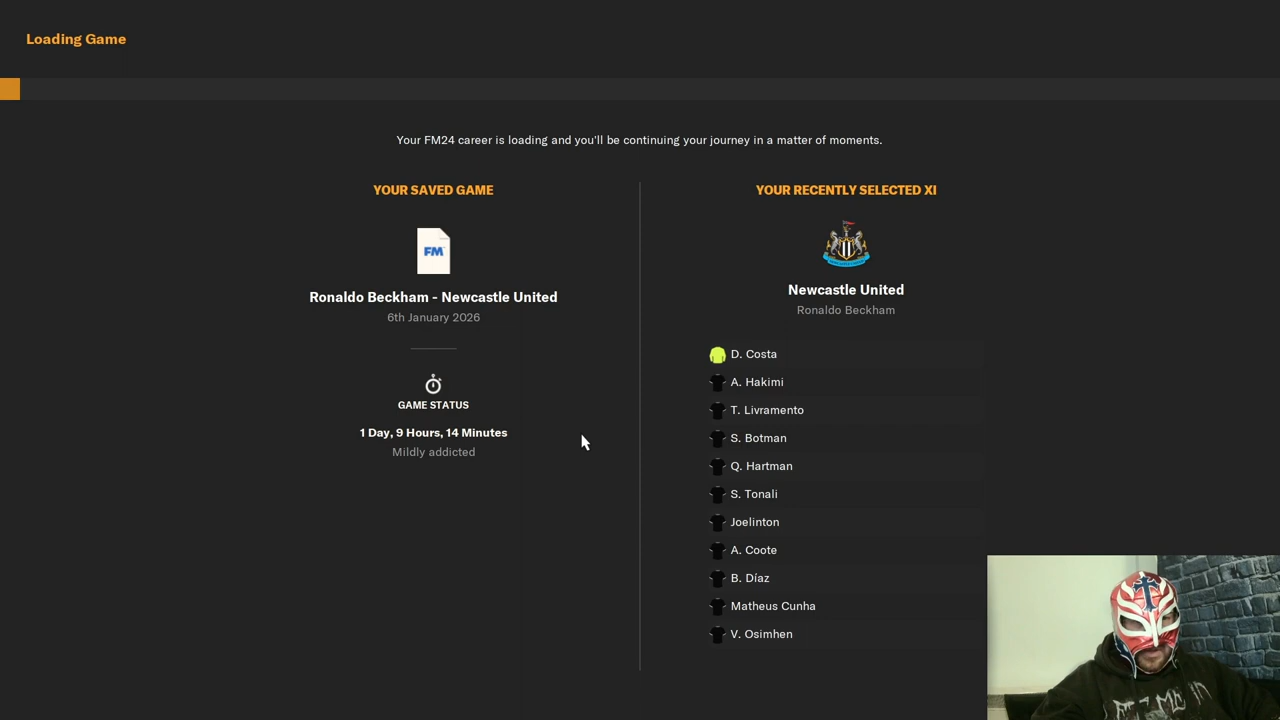 Loading Game
Your FM24 career is loading and you'll be continuing your journey in a matter of moments.
YOUR SAVED GAME
FM
Ronaldo Beckham - Newcastle United
6th January 2026
GAME STATUS
1 Day, 9 Hours, 14 Minutes
Mildly addicted
YOUR RECENTLY SELECTED XI
Newcastle United
Ronaldo Beckham
D. Costa
A. Hakimi
T. Livramento
S. Botman
Q. Hartman
S. Tonali
Joelinton
A. Coote
B. Díaz
Matheus Cunha
V. Osimhen